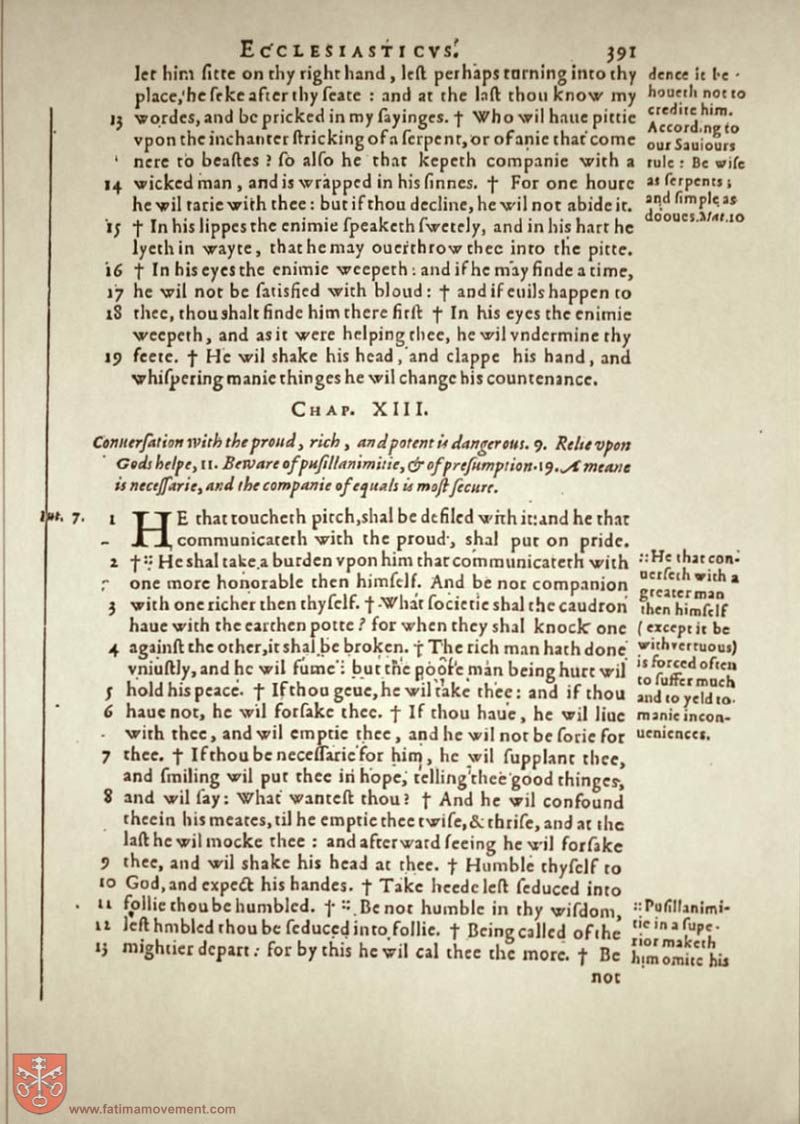 ECCLESIASTICVS. 391
let him sitte on thy right hand, lest perhaps turning into thy
place, he seke after thy seate : and at the last thou know my
13 wordes, and be pricked in my sayinges. † Who wil haue pittie
vpon the inchanter stricking of a serpent, or of anie that come
nere to beastes ? so also he that kepeth companie with a
14 wicked man, and is wrapped in his sinnes. † For one houre
he wil tarie with thee : but if thou decline, he wil not abide it.
15 † In his lippes the enimie speaketh swetely, and in his hart he
lyeth in wayte, that he may ouerthrow thee into the pitte.
16 † In his eyes the enimie weepeth : and if he may finde a time,
17 he wil not be satisfied with bloud : † and if euils happen to
18 thee, thou shalt finde him there first † In his eyes the enimie
weepeth, and as it were helping thee, he wil vndermine thy
19 feete. † He wil shake his head, and clappe his hand, and
whispering manie thinges he wil change his countenance.
dence it be-
houeth not to
credite him.
According to
our Sauiours
rule : Be wise
as serpents ;
and simple as
dooues. Mat. 10
CHAP. XIII.
Conuersation with the proud, rich, and potent is dangerous. 9. Relie vpon
Gods helpe, 11. Beware of pusillanimitie, & of presumption. 19. A meane
is necessarie, and the companie of equals is most secure.
1 HE that toucheth pitch, shal be defiled with it: and he that
communicateth with the proud, shal put on pride.
2 † :: He shal take a burden vpon him that communicateth with
one more honorable then himself. And be not companion
3 with one richer then thyself. † What societie shal the caudron
haue with the earthen potte ? for when they shal knock one
4 against the other, it shal be broken. † The rich man hath done
vniustly, and he wil fume : but the poore man being hurt wil
5 hold his peace. † If thou geue, he wil take thee : and if thou
6 haue not, he wil forsake thee. † If thou haue, he wil liue
with thee, and wil emptie thee, and he wil not be sorie for
7 thee. † If thou be necessarie for him, he wil supplant thee,
and smiling wil put thee in hope, telling thee good thinges,
8 and wil say : What wantest thou ? † And he wil confound
thee in his meates, til he emptie thee twise, & thrise, and at the
last he wil mocke thee : and afterward seeing he wil forsake
9 thee, and wil shake his head at thee. † Humble thyself to
10 God, and expect his handes. † Take heede lest seduced into
11 follie thou be humbled. † :: Be not humble in thy wisdom,
12 lest hmbled thou be seduced into follie. † Being called of the
13 mightier depart : for by this he wil cal thee the more. † Be
not
:: He that con-
uerseth with a
greater man
then himself
( except it be
with vertuous)
is forced often
to suffer much
and to yeld to
manie incon-
ueniences.
:: Pusillanimi-
tie in a supe-
rior maketh
him omite his
www.fatimamovement.com